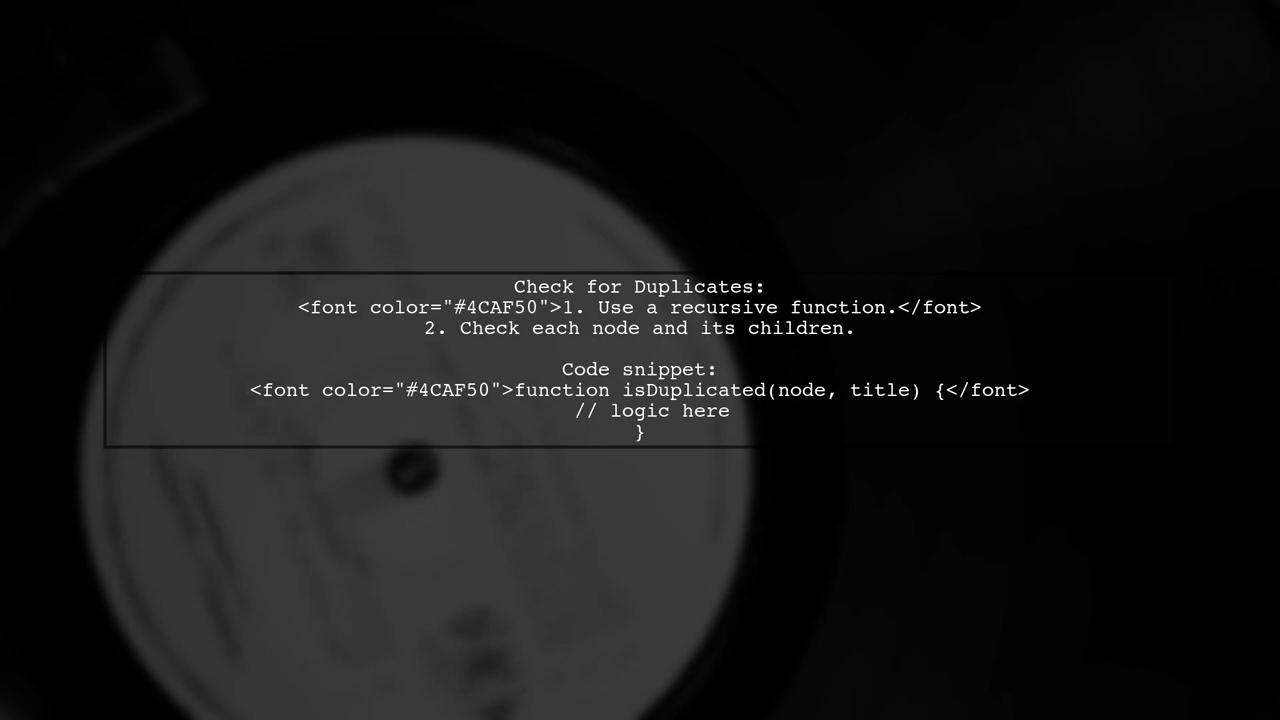 Check for Duplicates:
<font color="#4CAF50">1. Use a recursive function.</font>
2. Check each node and its children.
Code snippet:
<font color="#4CAF50">function isDuplicated(node, title) {</font>
// logic here
}